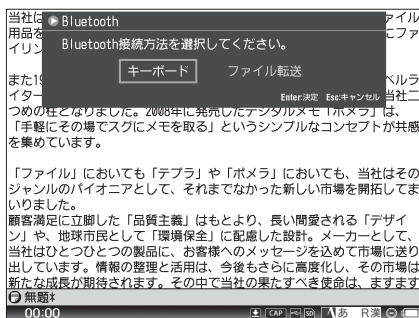 当社は
Bluetooth
ァイル
用品を
Bluetooth接続方法を選択してください。
にファ
イリン
キーボード ファイル転送
また19
ベルラ
イター
Enter:決定 Esc:キャンセル
当社二
つめの柱となりました。2008年に発売したデジタルメモ「ポメラ」は、
「手軽にその場でスグにメモを取る」というシンプルなコンセプトが共感
を集めています。
「ファイル」においても「テプラ」や「ポメラ」においても、当社はその
ジャンルのパイオニアとして、それまでなかった新しい市場を開拓してま
いりました。
顧客満足に立脚した「品質主義」はもとより、長い間愛される「デザイ
ン」や、地球市民として「環境保全」に配慮した設計。メーカーとして、
当社はひとつひとつの製品に、お客様へのメッセージを込めて市場に送り
出しています。情報の整理と活用は、今後もさらに高度化し、その市場は
新たな成長が期待されます。その中で当社の果たすべき使命は、ますます
無題*
00:00 CAP SD あ R漢